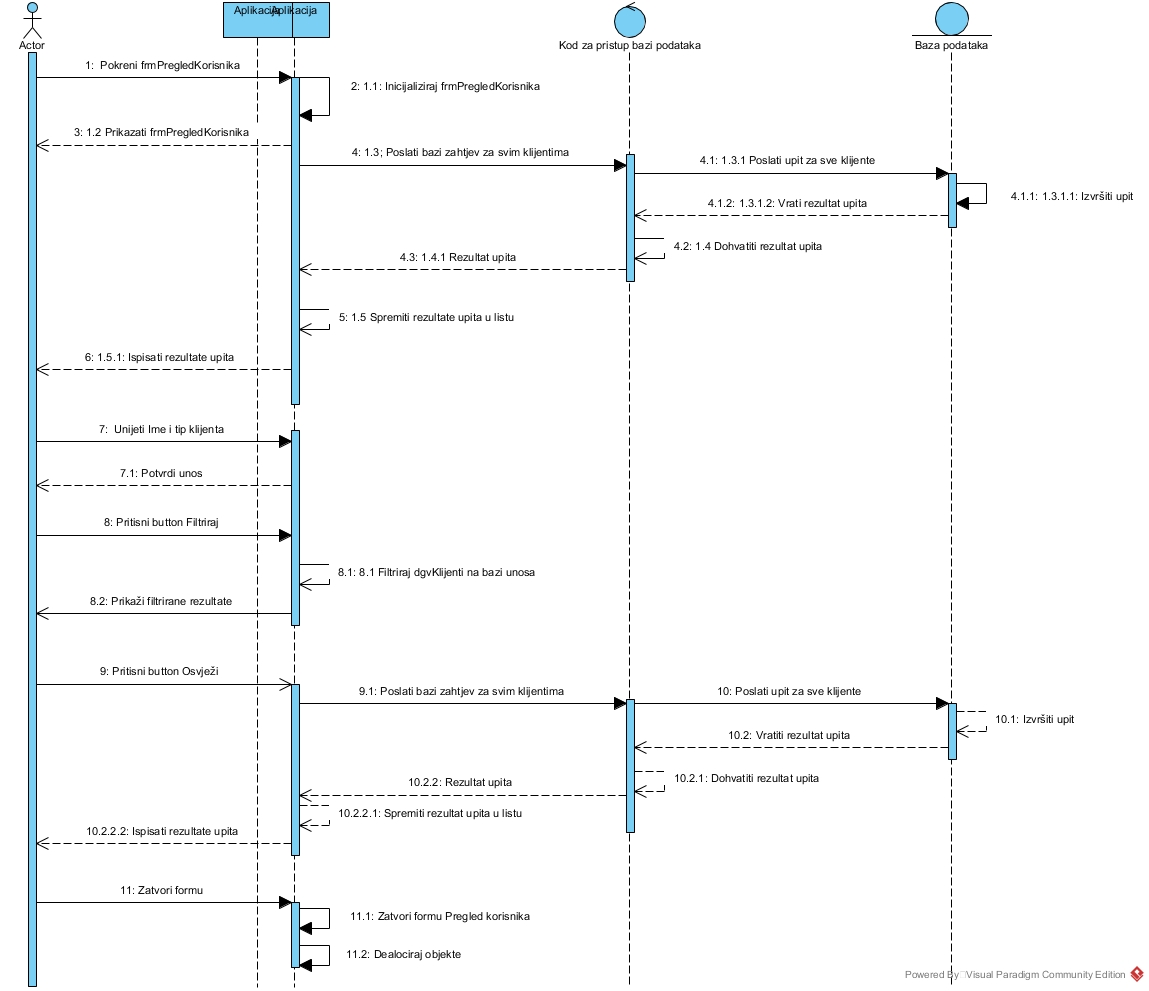 Aplikacija
Aplikacija
Actor
Kod za pristup bazi podataka
Baza podataka
1:  Pokreni frmPregledKorisnika
2: 1.1: Inicijaliziraj frmPregledKorisnika
3: 1.2 Prikazati frmPregledKorisnika
4: 1.3; Poslati bazi zahtjev za svim klijentima
4.1: 1.3.1 Poslati upit za sve klijente
4.1.1: 1.3.1.1: Izvršiti upit
4.1.2: 1.3.1.2: Vrati rezultat upita
4.2: 1.4 Dohvatiti rezultat upita
4.3: 1.4.1 Rezultat upita
5: 1.5 Spremiti rezultate upita u listu
6: 1.5.1: Ispisati rezultate upita
7:  Unijeti Ime i tip klijenta
7.1: Potvrdi unos
8: Pritisni button Filtriraj
8.1: 8.1 Filtriraj dgvKlijenti na bazi unosa
8.2: Prikaži filtrirane rezultate
9: Pritisni button Osvježi
9.1: Poslati bazi zahtjev za svim klijentima
10: Poslati upit za sve klijente
10.1: Izvršiti upit
10.2: Vratiti rezultat upita
10.2.1: Dohvatiti rezultat upita
10.2.2: Rezultat upita
10.2.2.1: Spremiti rezultat upita u listu
10.2.2.2: Ispisati rezultate upita
11: Zatvori formu
11.1: Zatvori formu Pregled korisnika
11.2: Dealociraj objekte
Powered By Visual Paradigm Community Edition